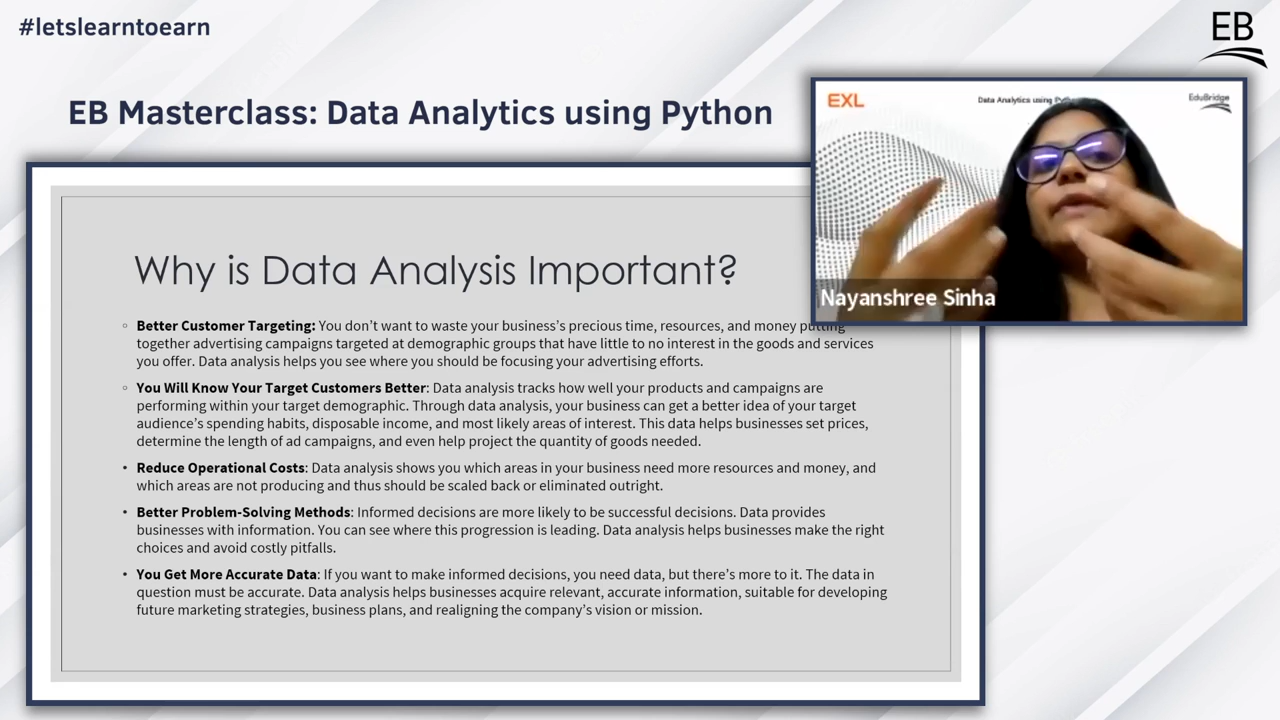 #letslearntoearn
EB
EB Masterclass: Data Analytics using Python
EXL
Data Analytics using
EduBridge
Nayanshree Sinha
Why is Data Analysis Important?
Better Customer Targeting: You don’t want to waste your business’s precious time, resources, and money putting
together advertising campaigns targeted at demographic groups that have little to no interest in the goods and services
you offer. Data analysis helps you see where you should be focusing your advertising efforts.
You Will Know Your Target Customers Better: Data analysis tracks how well your products and campaigns are
performing within your target demographic. Through data analysis, your business can get a better idea of your target
audience’s spending habits, disposable income, and most likely areas of interest. This data helps businesses set prices,
determine the length of ad campaigns, and even help project the quantity of goods needed.
Reduce Operational Costs: Data analysis shows you which areas in your business need more resources and money, and
which areas are not producing and thus should be scaled back or eliminated outright.
Better Problem-Solving Methods: Informed decisions are more likely to be successful decisions. Data provides
businesses with information. You can see where this progression is leading. Data analysis helps businesses make the right
choices and avoid costly pitfalls.
You Get More Accurate Data: If you want to make informed decisions, you need data, but there’s more to it. The data in
question must be accurate. Data analysis helps businesses acquire relevant, accurate information, suitable for developing
future marketing strategies, business plans, and realigning the company’s vision or mission.